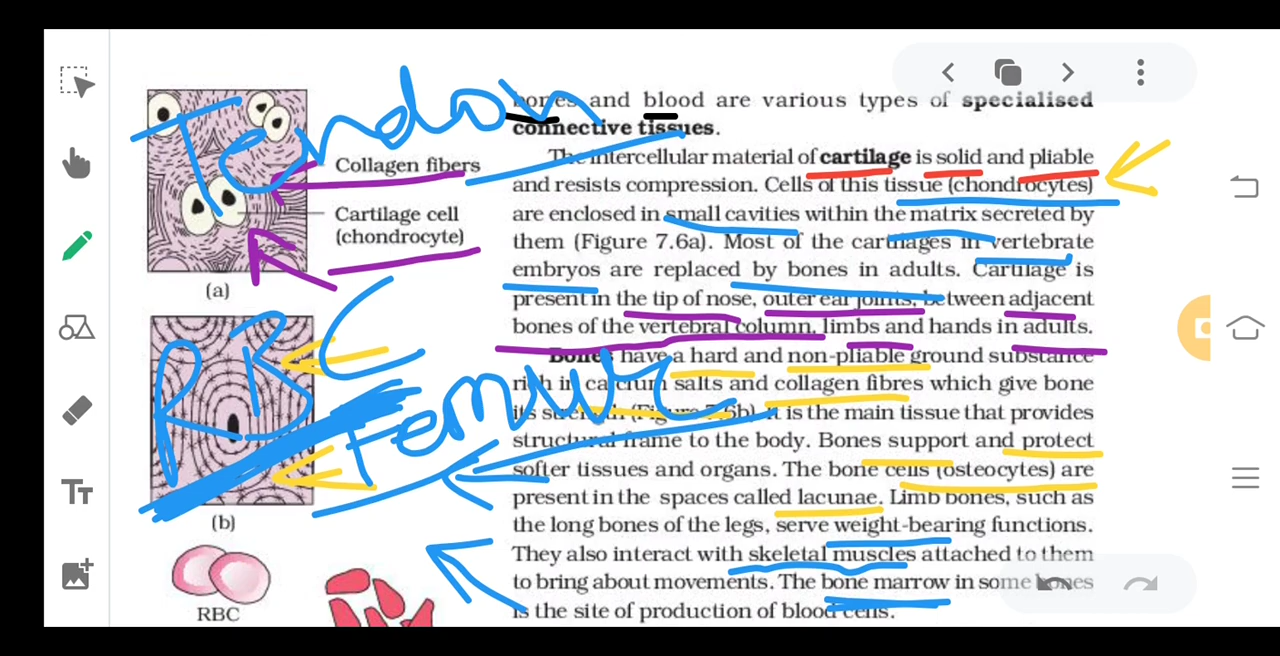 bones and blood are various types of specialised
connective tissues.
The intercellular material of cartilage is solid and pliable
and resists compression. Cells of this tissue (chondrocytes)
are enclosed in small cavities within the matrix secreted by
them (Figure 7.6a). Most of the cartilages in vertebrate
embryos are replaced by bones in adults. Cartilage is
present in the tip of nose, outer ear joints, between adjacent
bones of the vertebral column, limbs and hands in adults.
Bones have a hard and non-pliable ground substance
rich in calcium salts and collagen fibres which give bone
its strength (Figure 7.6b). It is the main tissue that provides
structural frame to the body. Bones support and protect
softer tissues and organs. The bone cells (osteocytes) are
present in the spaces called lacunae. Limb bones, such as
the long bones of the legs, serve weight-bearing functions.
They also interact with skeletal muscles attached to them
to bring about movements. The bone marrow in some bones
is the site of production of blood cells.
Tendon
Collagen fibers
Cartilage cell
(chondrocyte)
(a)
RBC
Femur
(b)
RBC
Tт